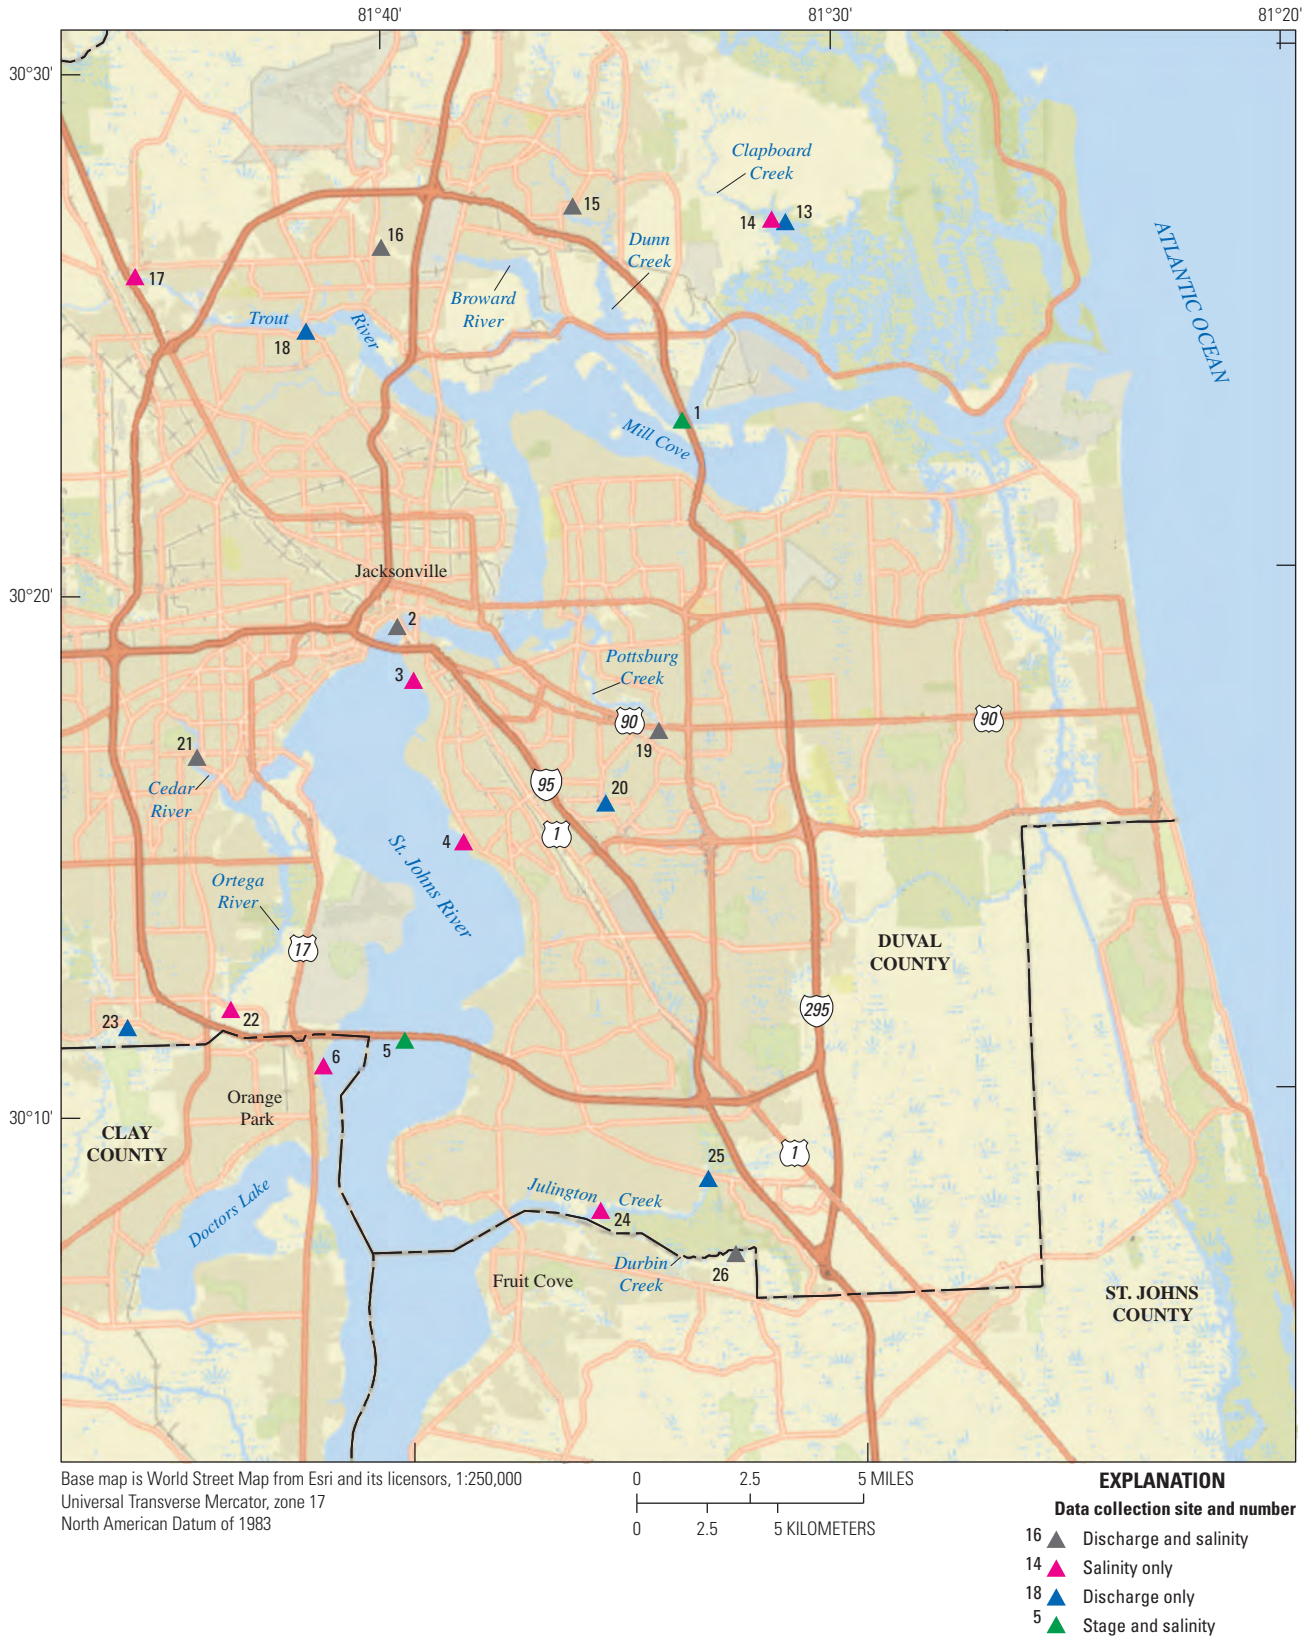 81°40'
81°30'
81°20'
30°30'
Clapboard
Creek
15
14
13
16
Dunn
Creek
ATLANTIC OCEAN
17
Broward
River
Trout
River
18
1
Mill Cove
Jacksonville
30°20'
2
3
Pottsburg
Creek
90
90
19
21
Cedar
River
95
20
1
4
St. Johns River
Ortega
River
17
DUVAL
COUNTY
295
23
22
5
6
Orange
Park
30°10'
CLAY
COUNTY
1
25
Doctors Lake
Julington
Creek
24
Durbin
Creek
26
Fruit Cove
ST. JOHNS
COUNTY
Base map is World Street Map from Esri and its licensors, 1:250,000
Universal Transverse Mercator, zone 17
North American Datum of 1983
0 2.5 5 MILES
0 2.5 5 KILOMETERS
EXPLANATION
Data collection site and number
16 Discharge and salinity
14 Salinity only
18 Discharge only
5 Stage and salinity